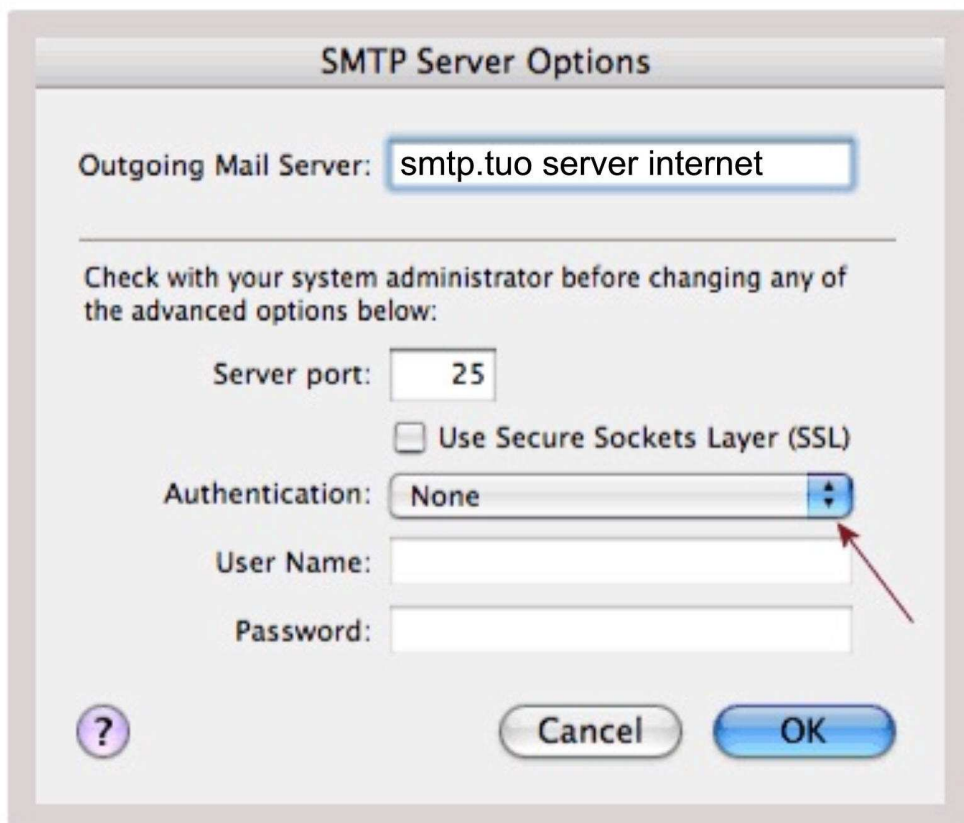 SMTP Server Options
Outgoing Mail Server: smtp.tuo server internet
Check with your system administrator before changing any of
the advanced options below:
Server port: 25
Use Secure Sockets Layer (SSL)
Authentication: None
User Name:
Password:
? Cancel OK